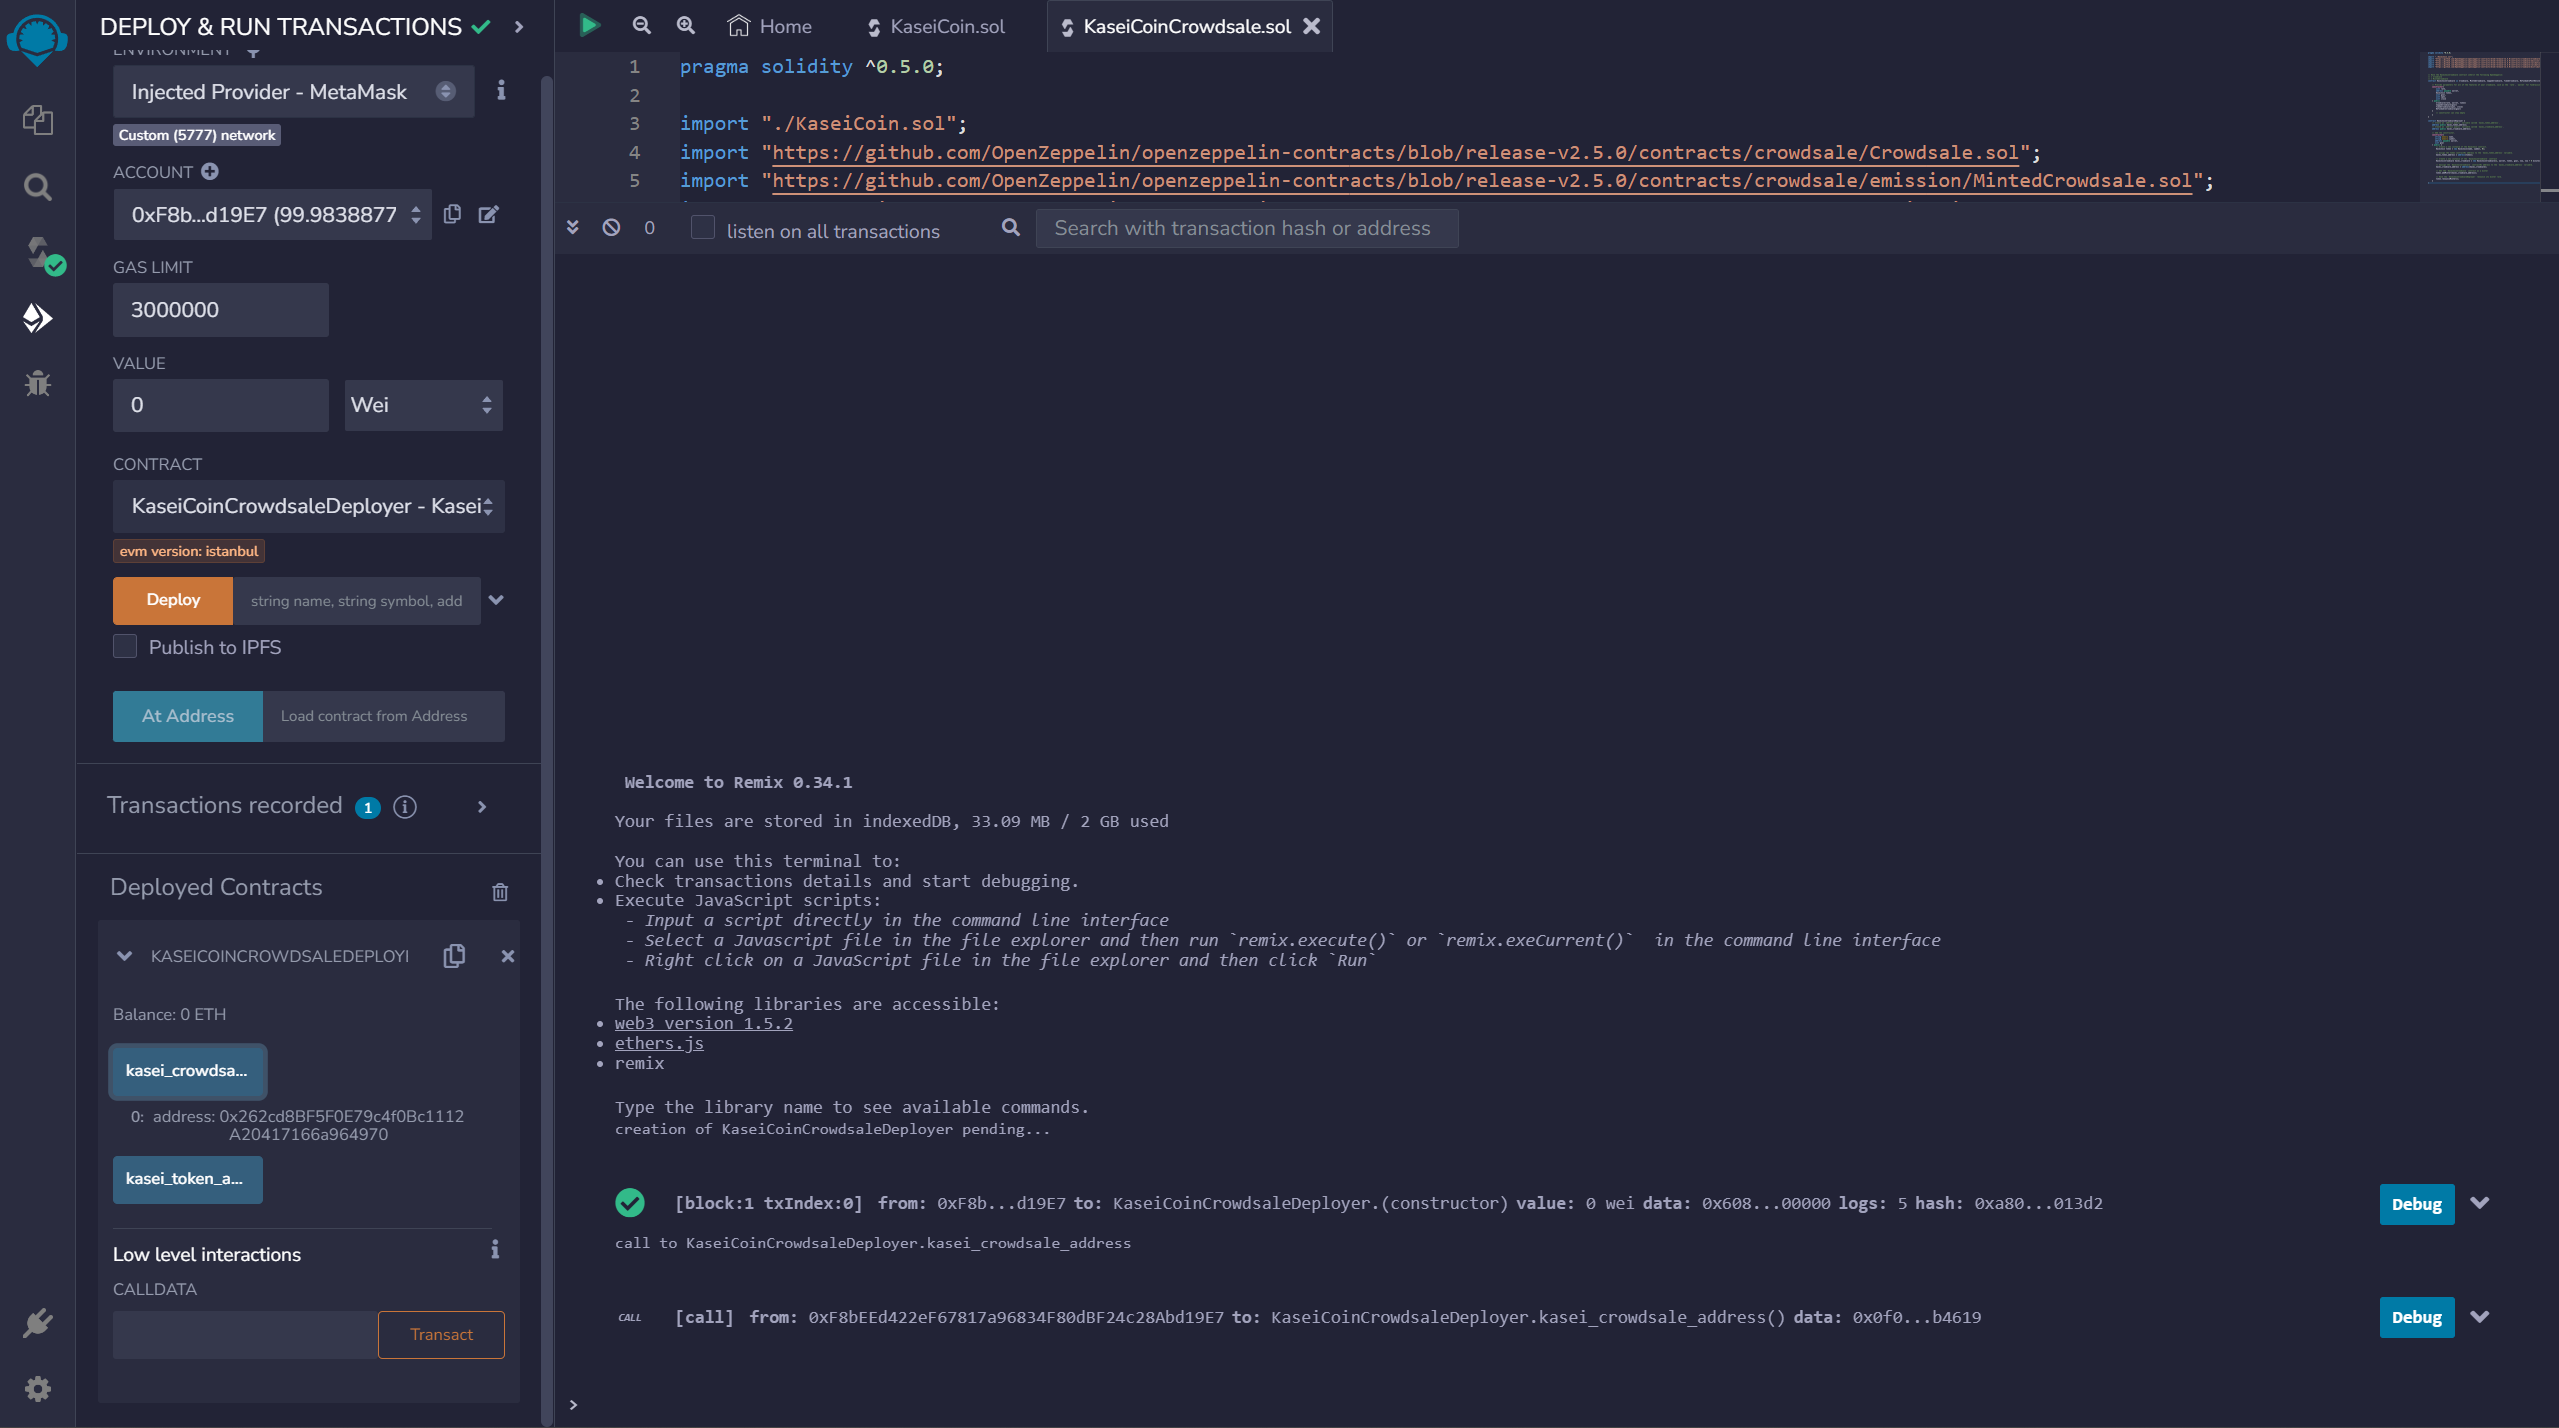 DEPLOY & RUN TRANSACTIONS
ENVIRONMENT
Injected Provider - MetaMask
Custom (5777) network
ACCOUNT
0xF8b...d19E7 (99.9838877
GAS LIMIT
3000000
VALUE
0
Wei
CONTRACT
KaseiCoinCrowdsaleDeployer - Kasei
evm version: istanbul
Deploy
string name, string symbol, add
Publish to IPFS
At Address
Load contract from Address
Transactions recorded 1
Deployed Contracts
KASEICOINCROWDSALEDEPLOYI
Balance: 0 ETH
kasei_crowdsa...
0: address: 0x262cd8BF5F0E79c4f0Bc1112
A20417166a964970
kasei_token_a...
Low level interactions
CALLDATA
Transact
Home
KaseiCoin.sol
KaseiCoinCrowdsale.sol
1 pragma solidity ^0.5.0;
2
3 import "./KaseiCoin.sol";
4 import "https://github.com/OpenZeppelin/openzeppelin-contracts/blob/release-v2.5.0/contracts/crowdsale/Crowdsale.sol";
5 import "https://github.com/OpenZeppelin/openzeppelin-contracts/blob/release-v2.5.0/contracts/crowdsale/emission/MintedCrowdsale.sol";
0
listen on all transactions
Search with transaction hash or address
Welcome to Remix 0.34.1
Your files are stored in indexedDB, 33.09 MB / 2 GB used
You can use this terminal to:
• Check transactions details and start debugging.
• Execute JavaScript scripts:
- Input a script directly in the command line interface
- Select a Javascript file in the file explorer and then run `remix.execute()` or `remix.exeCurrent()` in the command line interface
- Right click on a JavaScript file in the file explorer and then click `Run`
The following libraries are accessible:
• web3 version 1.5.2
• ethers.js
• remix
Type the library name to see available commands.
creation of KaseiCoinCrowdsaleDeployer pending...
[block:1 txIndex:0] from: 0xF8b...d19E7 to: KaseiCoinCrowdsaleDeployer.(constructor) value: 0 wei data: 0x608...00000 logs: 5 hash: 0xa80...013d2
Debug
call to KaseiCoinCrowdsaleDeployer.kasei_crowdsale_address
CALL [call] from: 0xF8bEEd422eF67817a96834F80dBF24c28Abd19E7 to: KaseiCoinCrowdsaleDeployer.kasei_crowdsale_address() data: 0x0f0...b4619
Debug
>